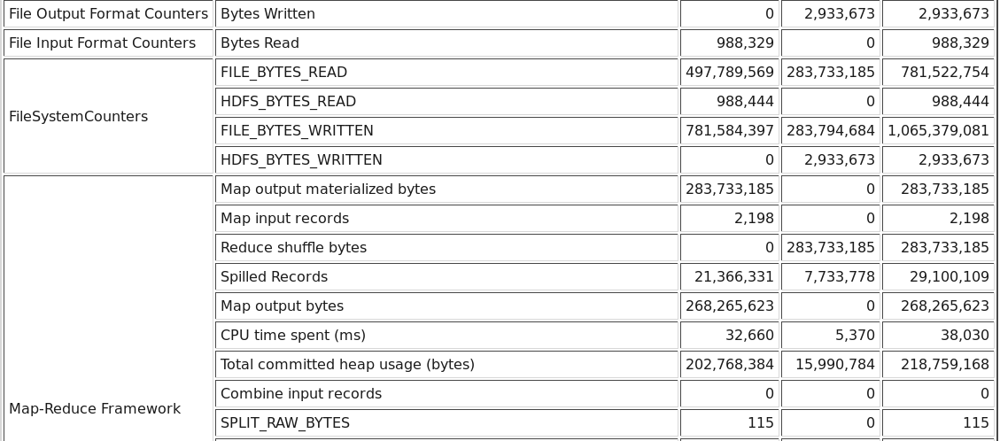 File Output Format Counters Bytes Written 0 2,933,673 2,933,673
File Input Format Counters Bytes Read 988,329 0 988,329
FileSystemCounters
FILE_BYTES_READ 497,789,569 283,733,185 781,522,754
HDFS_BYTES_READ 988,444 0 988,444
FILE_BYTES_WRITTEN 781,584,397 283,794,684 1,065,379,081
HDFS_BYTES_WRITTEN 0 2,933,673 2,933,673
Map-Reduce Framework
Map output materialized bytes 283,733,185 0 283,733,185
Map input records 2,198 0 2,198
Reduce shuffle bytes 0 283,733,185 283,733,185
Spilled Records 21,366,331 7,733,778 29,100,109
Map output bytes 268,265,623 0 268,265,623
CPU time spent (ms) 32,660 5,370 38,030
Total committed heap usage (bytes) 202,768,384 15,990,784 218,759,168
Combine input records 0 0 0
SPLIT_RAW_BYTES 115 0 115